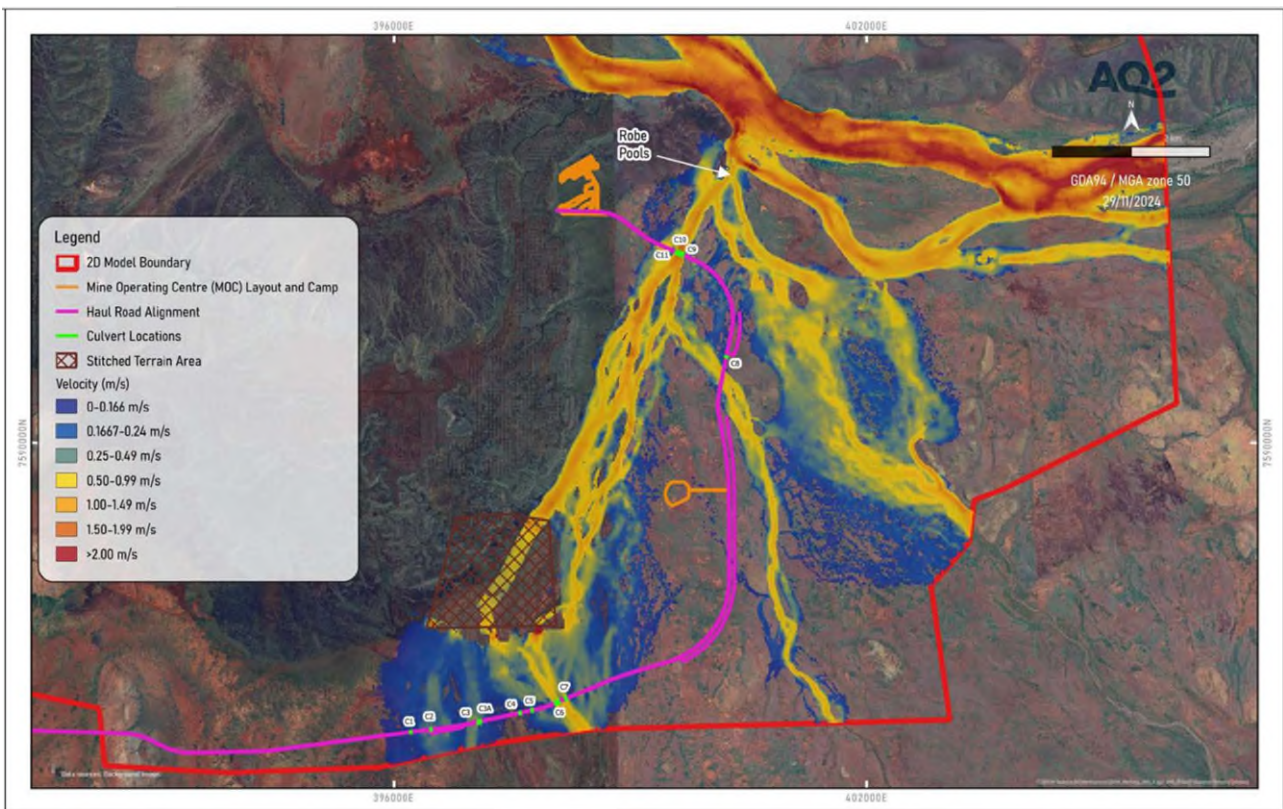 396000E
402000E
AQ2
N
Robe
Pools
GDA94 / MGA zone 50
29/11/2024
7590000N
7590000N
Legend
2D Model Boundary
Mine Operating Centre (MOC) Layout and Camp
Haul Road Alignment
Culvert Locations
Stitched Terrain Area
Velocity (m/s)
0-0.166 m/s
0.1667-0.24 m/s
0.25-0.49 m/s
0.50-0.99 m/s
1.00-1.49 m/s
1.50-1.99 m/s
>2.00 m/s
C10
C11
C9
C8
C7
C1
C2
C3
C3A
C4
C5
C6
396000E
402000E